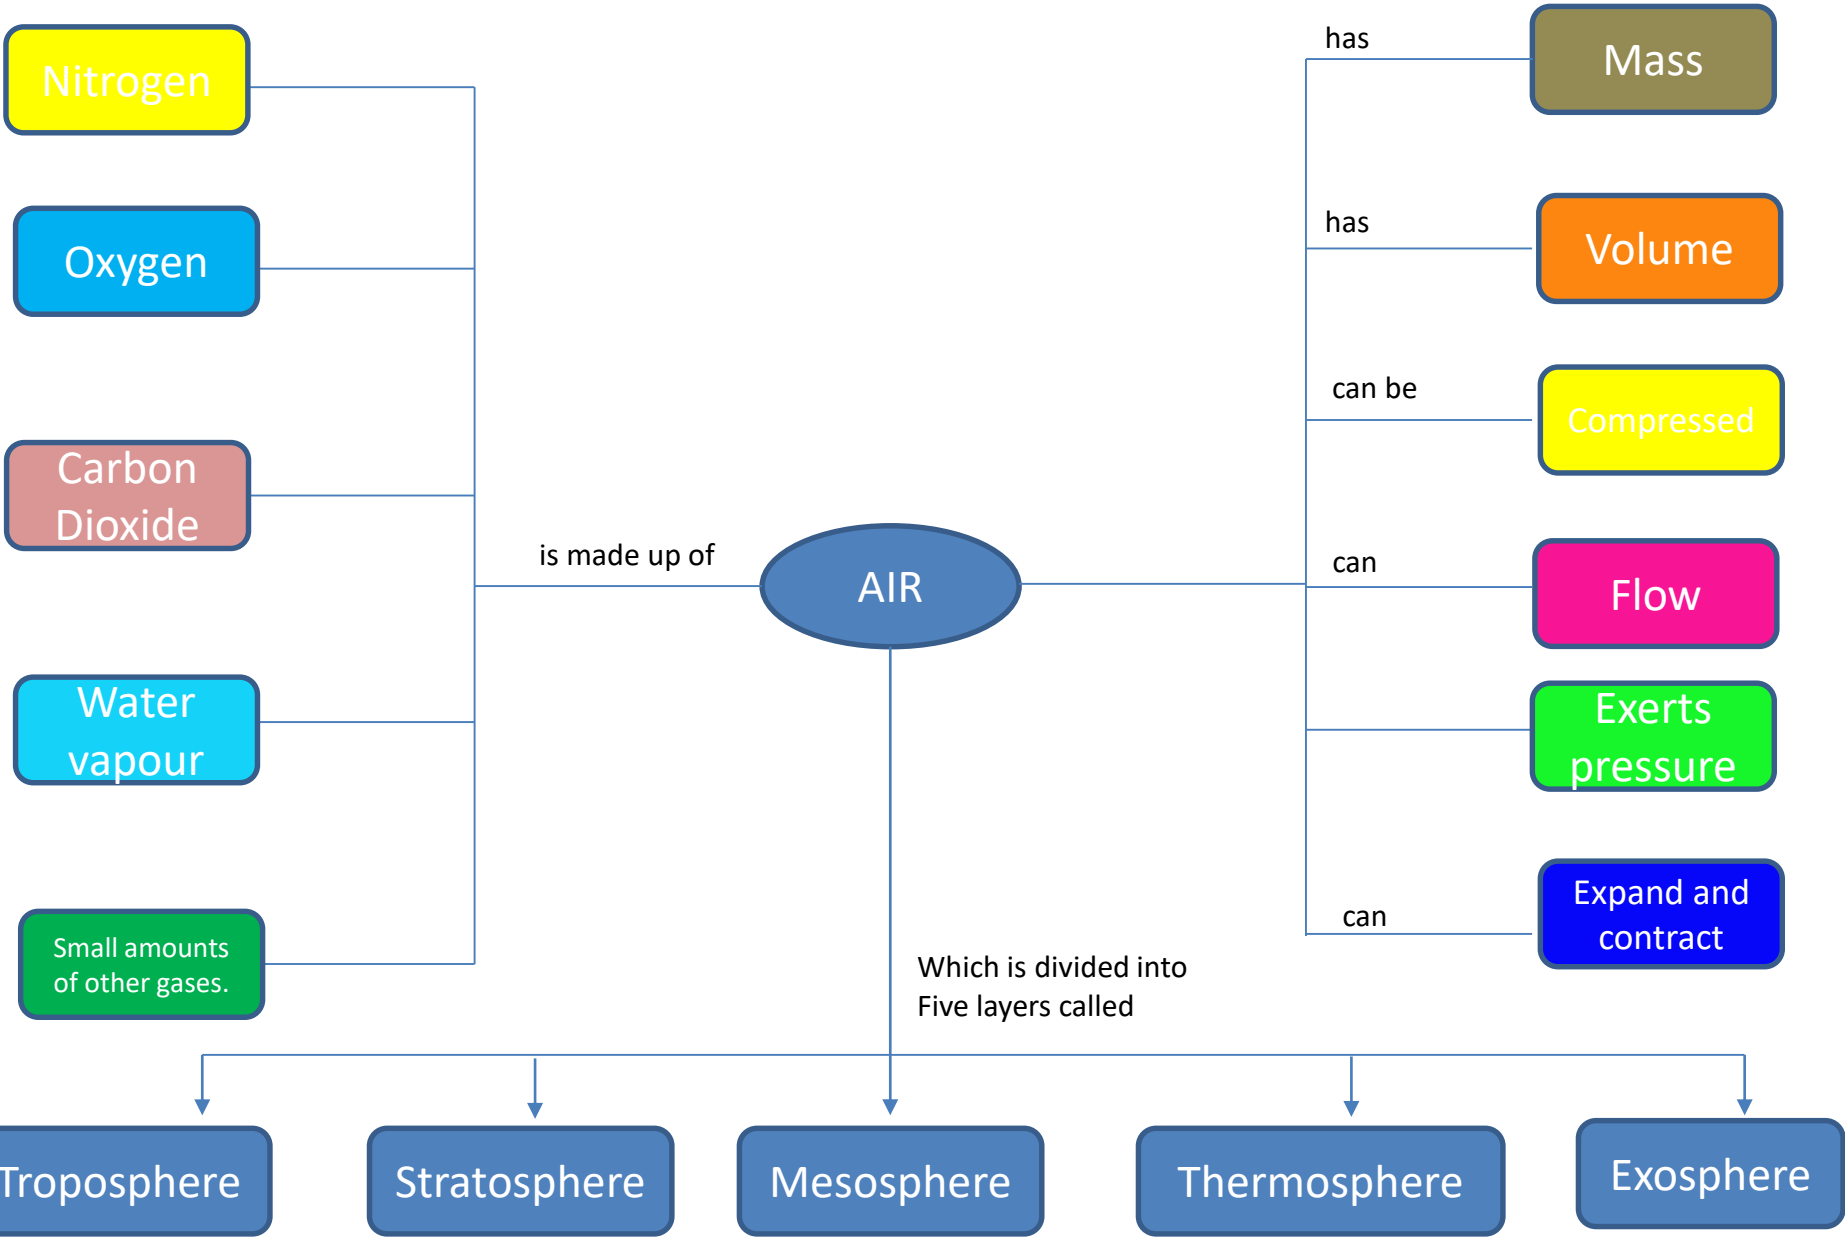 Nitrogen
Oxygen
Carbon
Dioxide
Water
vapour
Small amounts
of other gases.
is made up of
AIR
has
Mass
has
Volume
can be
Compressed
can
Flow
Exerts
pressure
can
Expand and
contract
Which is divided into
Five layers called
Troposphere
Stratosphere
Mesosphere
Thermosphere
Exosphere